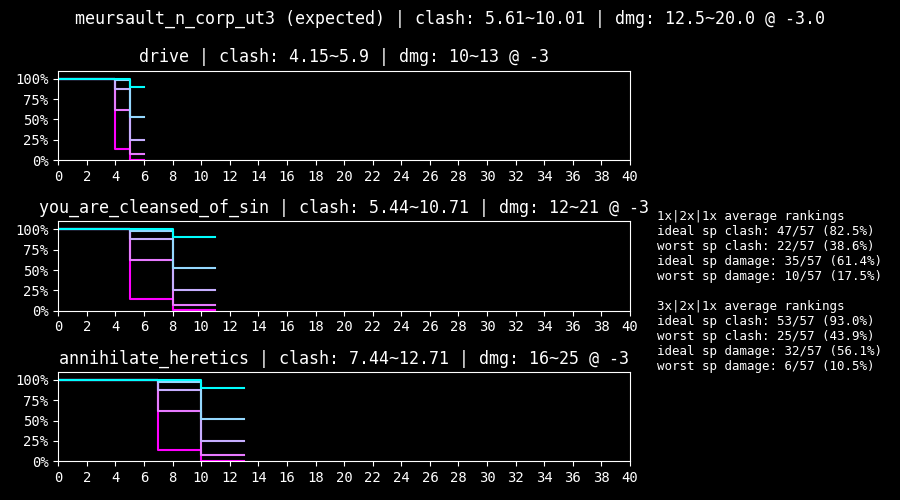 meursault_n_corp_ut3 (expected) | clash: 5.61~10.01 | dmg: 12.5~20.0 @ -3.0
drive | clash: 4.15~5.9 | dmg: 10~13 @ -3
100%
75%
50%
25%
0%
0 2 4 6 8 10 12 14 16 18 20 22 24 26 28 30 32 34 36 38 40
you_are_cleansed_of_sin | clash: 5.44~10.71 | dmg: 12~21 @ -3
100%
75%
50%
25%
0%
0 2 4 6 8 10 12 14 16 18 20 22 24 26 28 30 32 34 36 38 40
annihilate_heretics | clash: 7.44~12.71 | dmg: 16~25 @ -3
100%
75%
50%
25%
0%
0 2 4 6 8 10 12 14 16 18 20 22 24 26 28 30 32 34 36 38 40
1x|2x|1x average rankings
ideal sp clash: 47/57 (82.5%)
worst sp clash: 22/57 (38.6%)
ideal sp damage: 35/57 (61.4%)
worst sp damage: 10/57 (17.5%)
3x|2x|1x average rankings
ideal sp clash: 53/57 (93.0%)
worst sp clash: 25/57 (43.9%)
ideal sp damage: 32/57 (56.1%)
worst sp damage: 6/57 (10.5%)